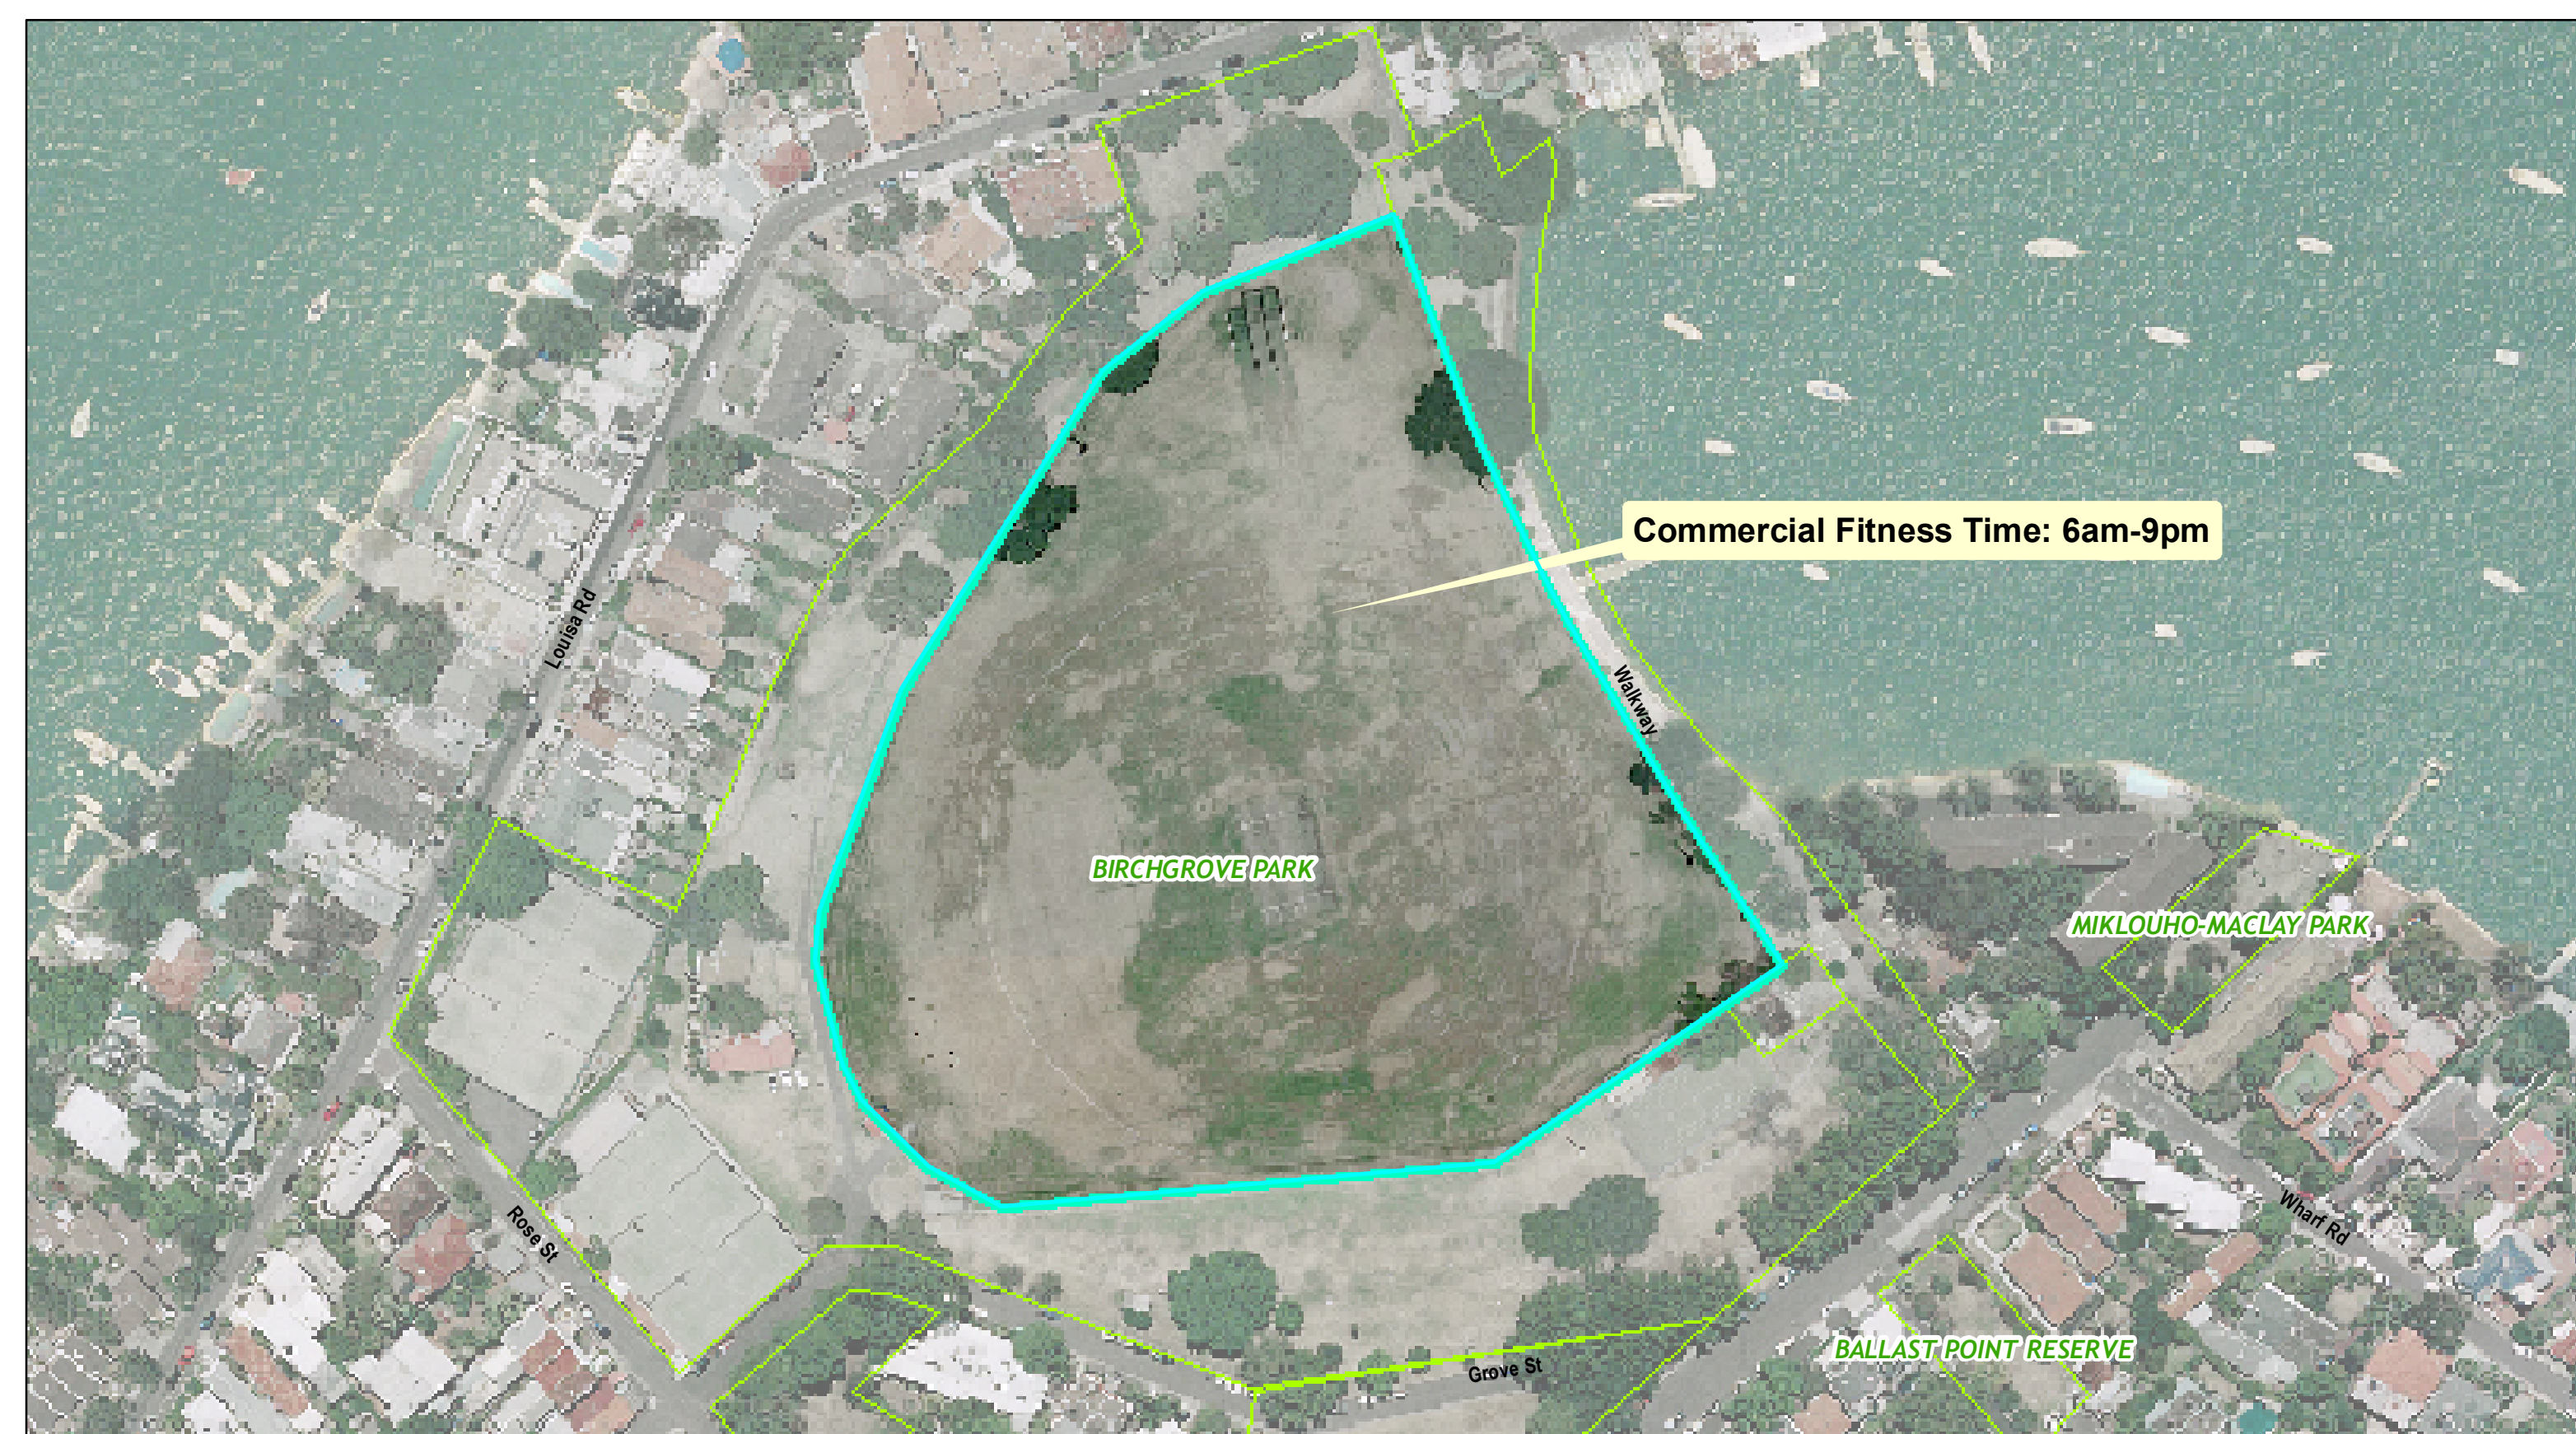 Commercial Fitness Time: 6am-9pm
Louisa Rd
Walkway
BIRCHGROVE PARK
MIKLOUHO-MACLAY PARK
Rose St
Wharf Rd
BALLAST POINT RESERVE
Grove St